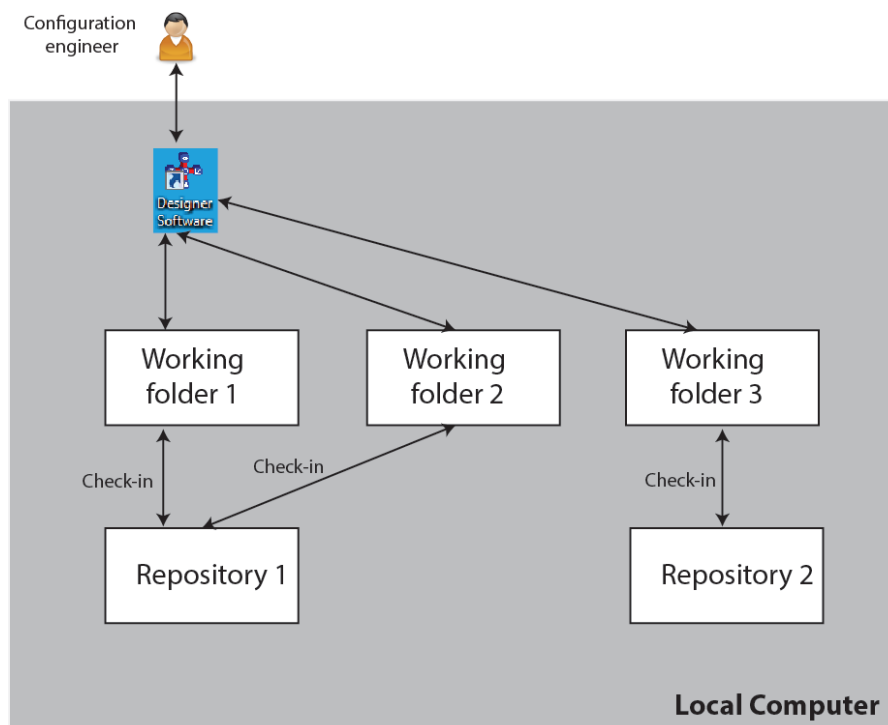 Configuration
engineer
Designer
Software
Working
folder 1
Working
folder 2
Working
folder 3
Check-in
Check-in
Check-in
Repository 1
Repository 2
Local Computer